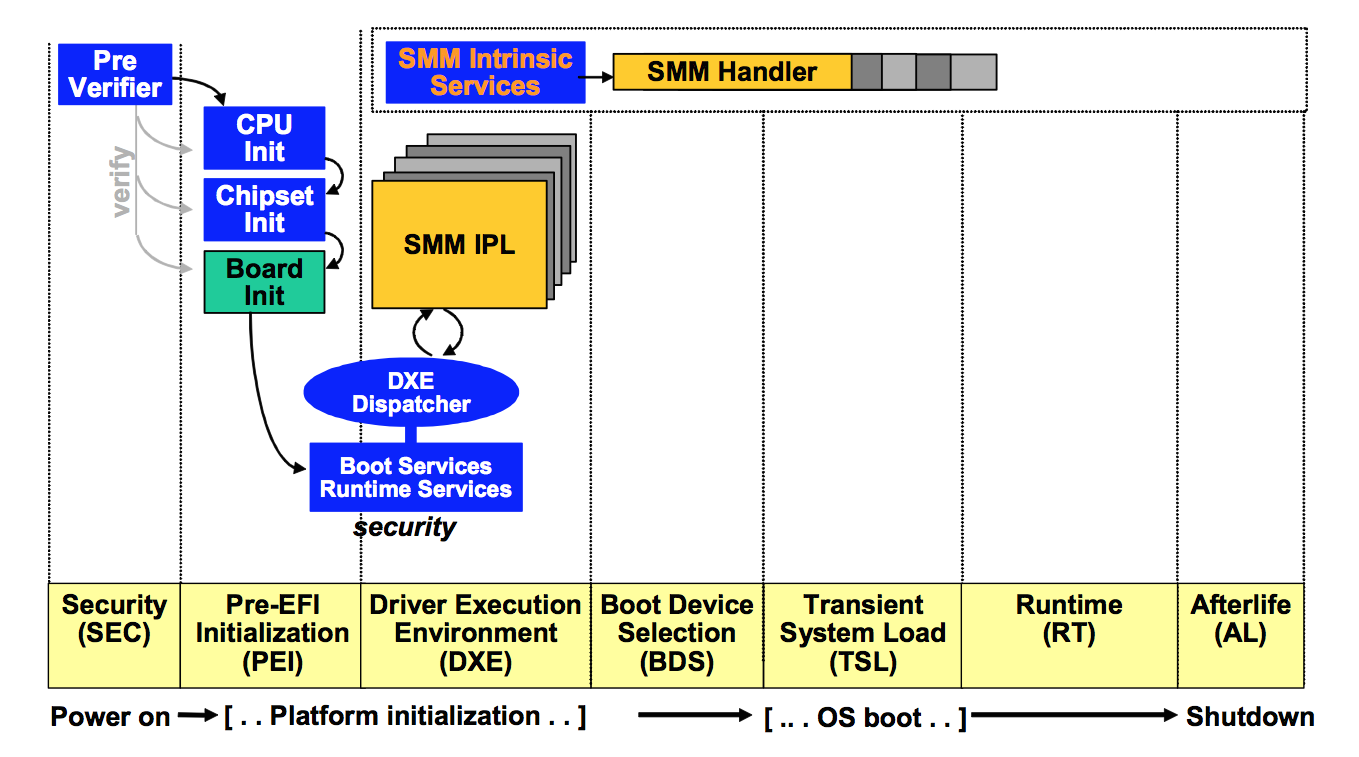 Pre
Verifier
SMM Intrinsic
Services
SMM Handler
CPU
Init
verify
Chipset
Init
SMM IPL
Board
Init
DXE
Dispatcher
Boot Services
Runtime Services
security
Security
(SEC)
Pre-EFI
Initialization
(PEI)
Driver Execution
Environment
(DXE)
Boot Device
Selection
(BDS)
Transient
System Load
(TSL)
Runtime
(RT)
Afterlife
(AL)
Power on
[ . . Platform initialization . . ]
[ .. . OS boot . . ]
Shutdown